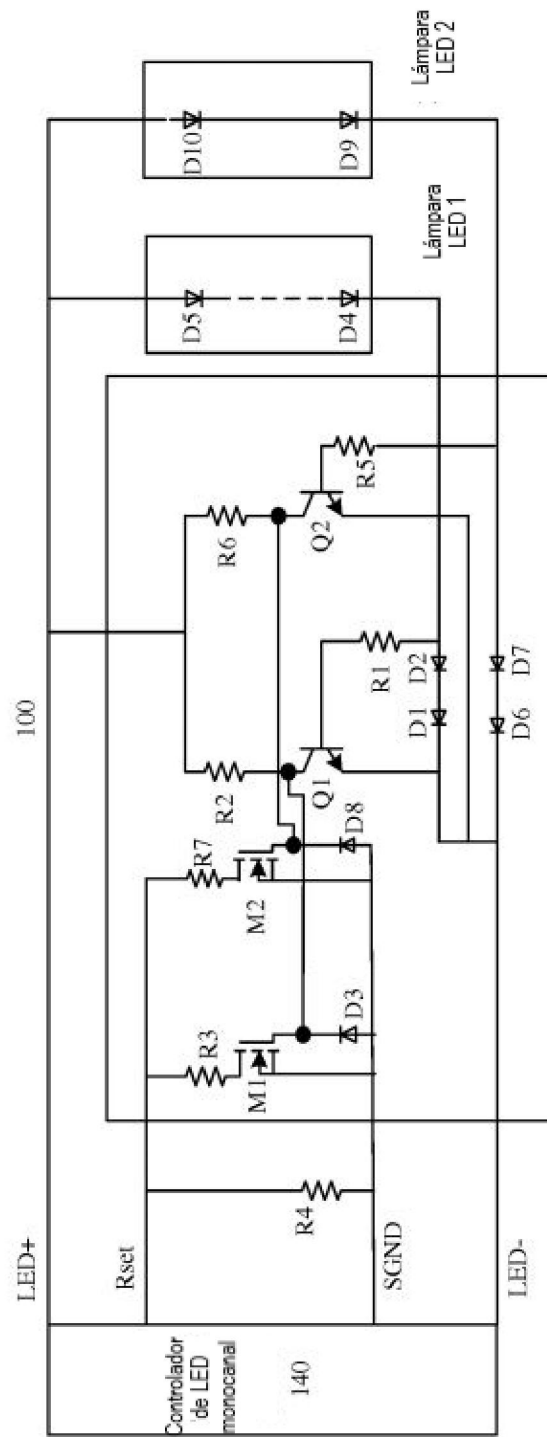 LED+
100
Controlador
de LED
monocanal
140
Rset
SGND
LED-
R4
R3
M1
D3
R7
M2
D8
R2
Q1
R1
D1
D2
D6
D7
R6
Q2
R5
D5
D4
Lámpara
LED 1
D10
D9
Lámpara
LED 2